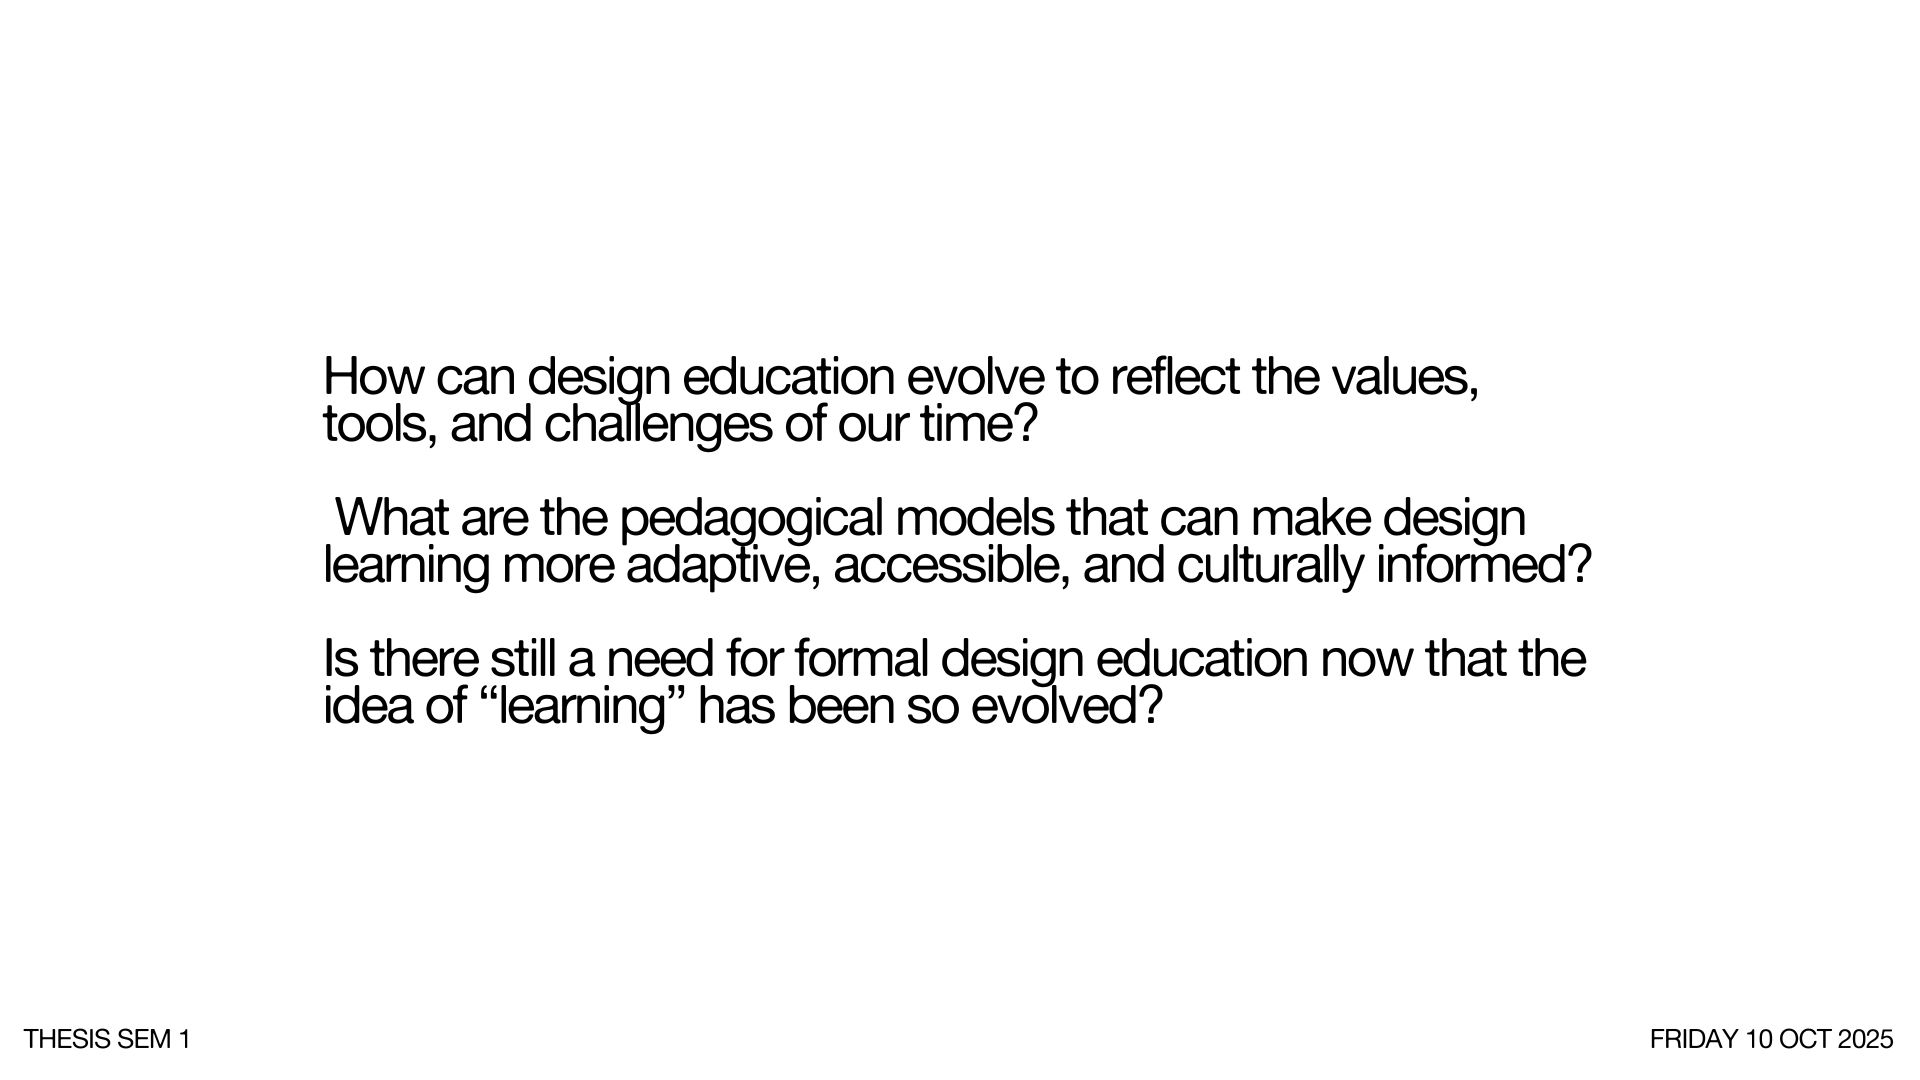 How can design education evolve to reflect the values,
tools, and challenges of our time?
What are the pedagogical models that can make design
learning more adaptive, accessible, and culturally informed?
Is there still a need for formal design education now that the
idea of “learning” has been so evolved?
THESIS SEM 1
FRIDAY 10 OCT 2025